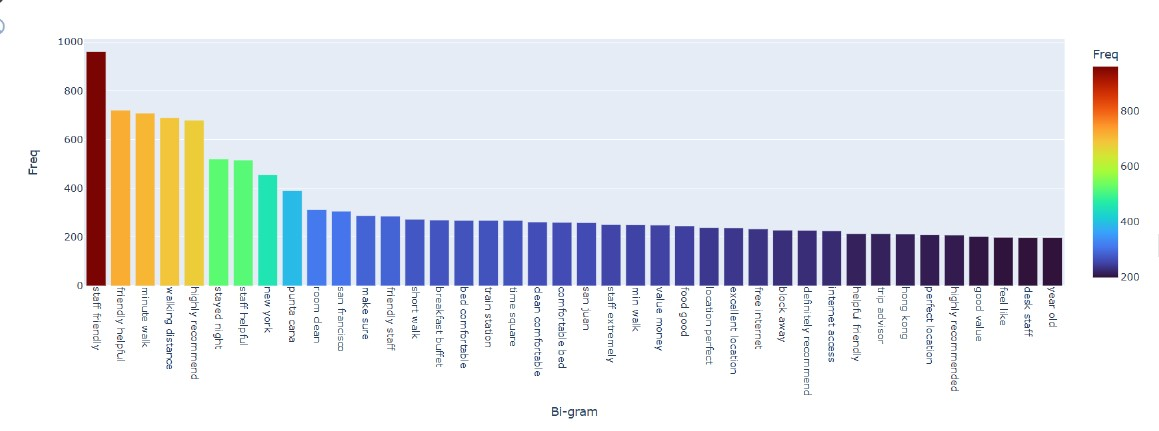 Freq
1000
800
600
400
200
0
Freq
800
600
400
200
staff friendly
friendly helpful
minute walk
walking distance
highly recommend
stayed night
staff helpful
new york
punta cana
room clean
san francisco
make sure
friendly staff
short walk
breakfast buffet
bed comfortable
train station
time square
clean comfortable
comfortable bed
san juan
staff extremely
min walk
value money
food good
location perfect
excellent location
free internet
block away
definitely recommend
internet access
helpful friendly
trip advisor
hong kong
perfect location
highly recommended
good value
feel like
desk staff
year old
Bi-gram